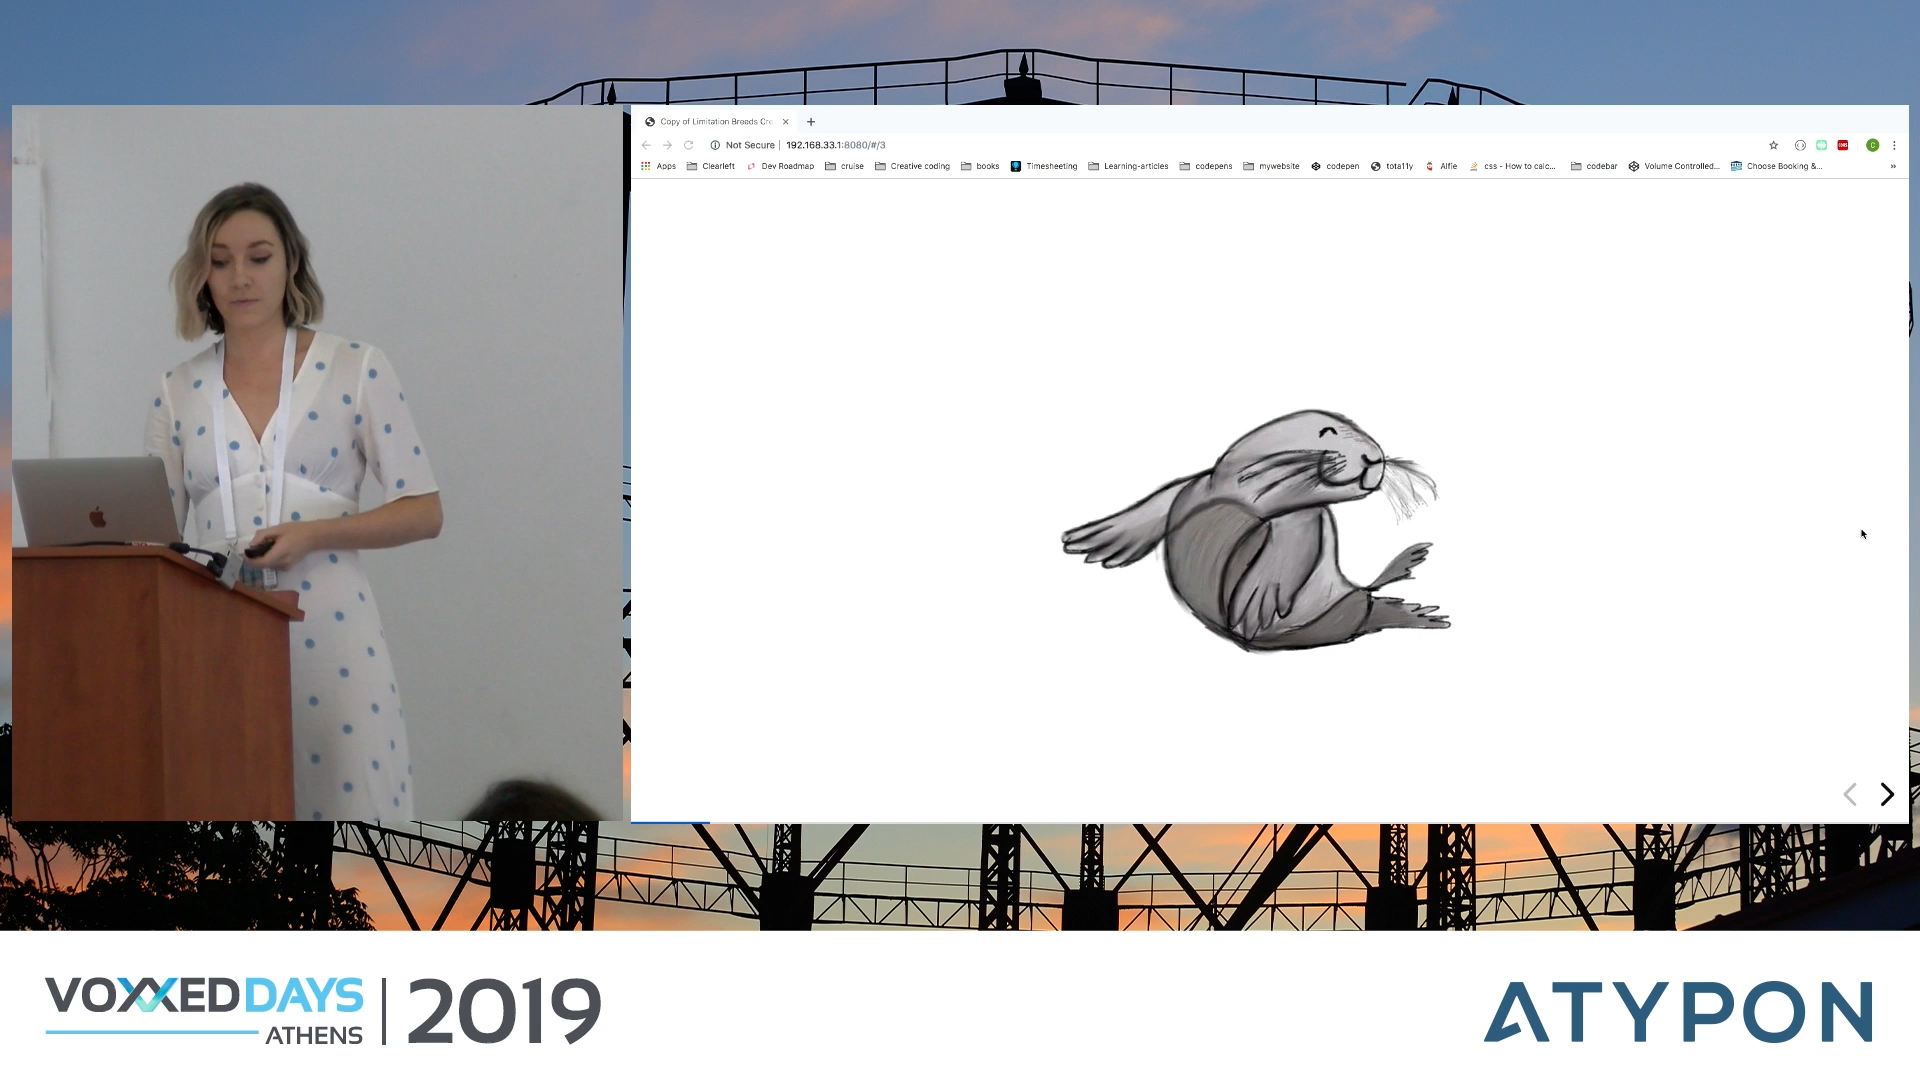 Copy of Limitation Breeds Cre
Not Secure | 192.168.33.1:8080/#/3
Apps Clearleft Dev Roadmap cruise Creative coding books Timesheeting Learning-articles codepens mywebsite codepen tota11y Alfie css - How to calc... codebar Volume Controlled... Choose Booking &... »
VOXXEDDAYS | 2019
ATHENS
ATYPON